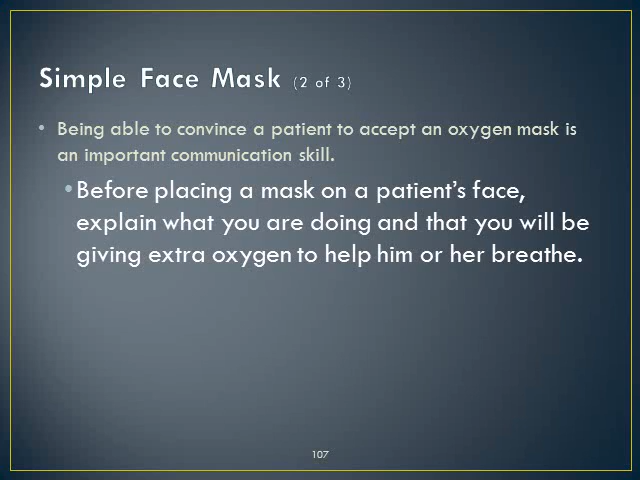 Simple Face Mask (2 of 3)
• Being able to convince a patient to accept an oxygen mask is
an important communication skill.
• Before placing a mask on a patient’s face,
explain what you are doing and that you will be
giving extra oxygen to help him or her breathe.
107